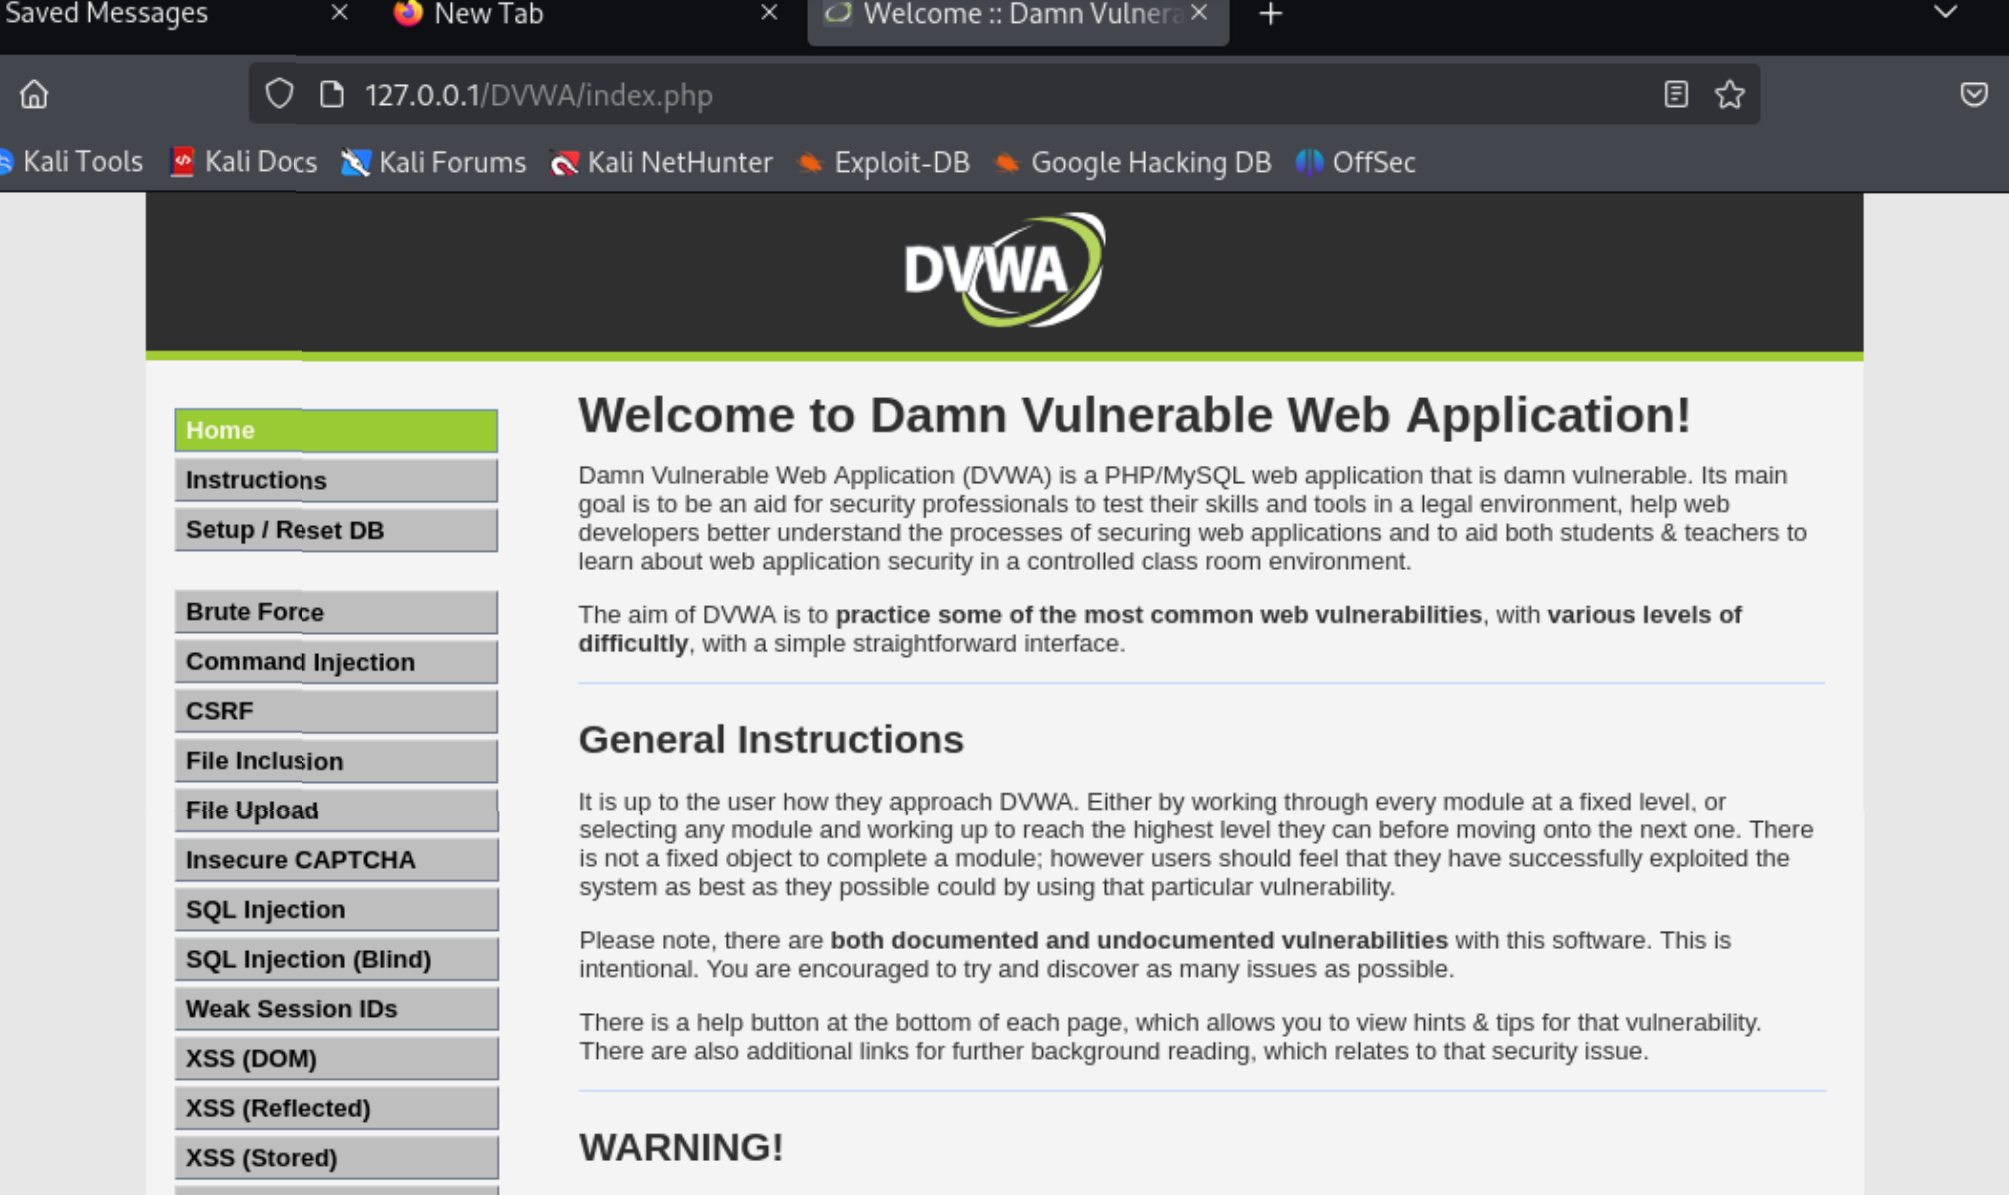 Saved Messages
New Tab
Welcome :: Damn Vulnera
127.0.0.1/DVWA/index.php
Kali Tools
Kali Docs
Kali Forums
Kali NetHunter
Exploit-DB
Google Hacking DB
OffSec
DVWA
Home
Instructions
Setup / Reset DB
Brute Force
Command Injection
CSRF
File Inclusion
File Upload
Insecure CAPTCHA
SQL Injection
SQL Injection (Blind)
Weak Session IDs
XSS (DOM)
XSS (Reflected)
XSS (Stored)
Welcome to Damn Vulnerable Web Application!
Damn Vulnerable Web Application (DVWA) is a PHP/MySQL web application that is damn vulnerable. Its main
goal is to be an aid for security professionals to test their skills and tools in a legal environment, help web
developers better understand the processes of securing web applications and to aid both students & teachers to
learn about web application security in a controlled class room environment.
The aim of DVWA is to practice some of the most common web vulnerabilities, with various levels of
difficultly, with a simple straightforward interface.
General Instructions
It is up to the user how they approach DVWA. Either by working through every module at a fixed level, or
selecting any module and working up to reach the highest level they can before moving onto the next one. There
is not a fixed object to complete a module; however users should feel that they have successfully exploited the
system as best as they possible could by using that particular vulnerability.
Please note, there are both documented and undocumented vulnerabilities with this software. This is
intentional. You are encouraged to try and discover as many issues as possible.
There is a help button at the bottom of each page, which allows you to view hints & tips for that vulnerability.
There are also additional links for further background reading, which relates to that security issue.
WARNING!